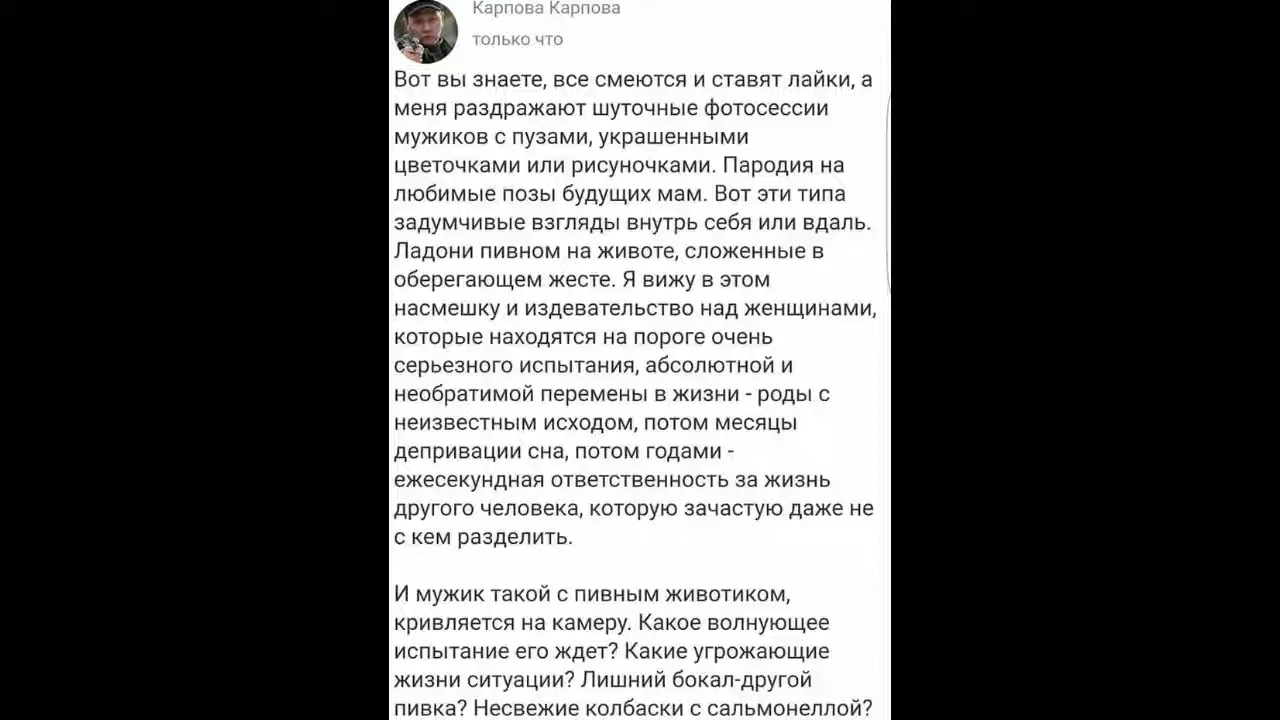 Карпова Карпова
только что
Вот вы знаете, все смеются и ставят лайки, а
меня раздражают шуточные фотосессии
мужиков с пузами, украшенными
цветочками или рисуночками. Пародия на
любимые позы будущих мам. Вот эти типа
задумчивые взгляды внутрь себя или вдаль.
Ладони пивном на животе, сложенные в
оберегающем жесте. Я вижу в этом
насмешку и издевательство над женщинами,
которые находятся на пороге очень
серьезного испытания, абсолютной и
необратимой перемены в жизни - роды с
неизвестным исходом, потом месяцы
депривации сна, потом годами -
ежесекундная ответственность за жизнь
другого человека, которую зачастую даже не
с кем разделить.
И мужик такой с пивным животиком,
кривляется на камеру. Какое волнующее
испытание его ждет? Какие угрожающие
жизни ситуации? Лишний бокал-другой
пивка? Несвежие колбаски с сальмонеллой?